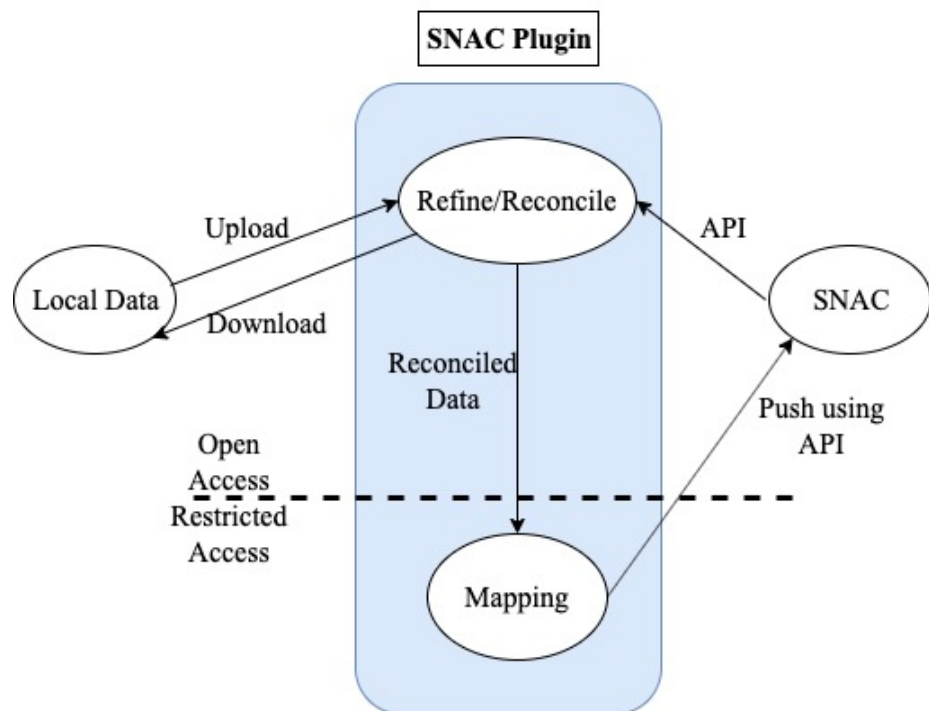 SNAC Plugin
Refine/Reconcile
Upload
API
Local Data
SNAC
Download
Reconciled
Data
Push using
API
Open
Access
Restricted
Access
Mapping